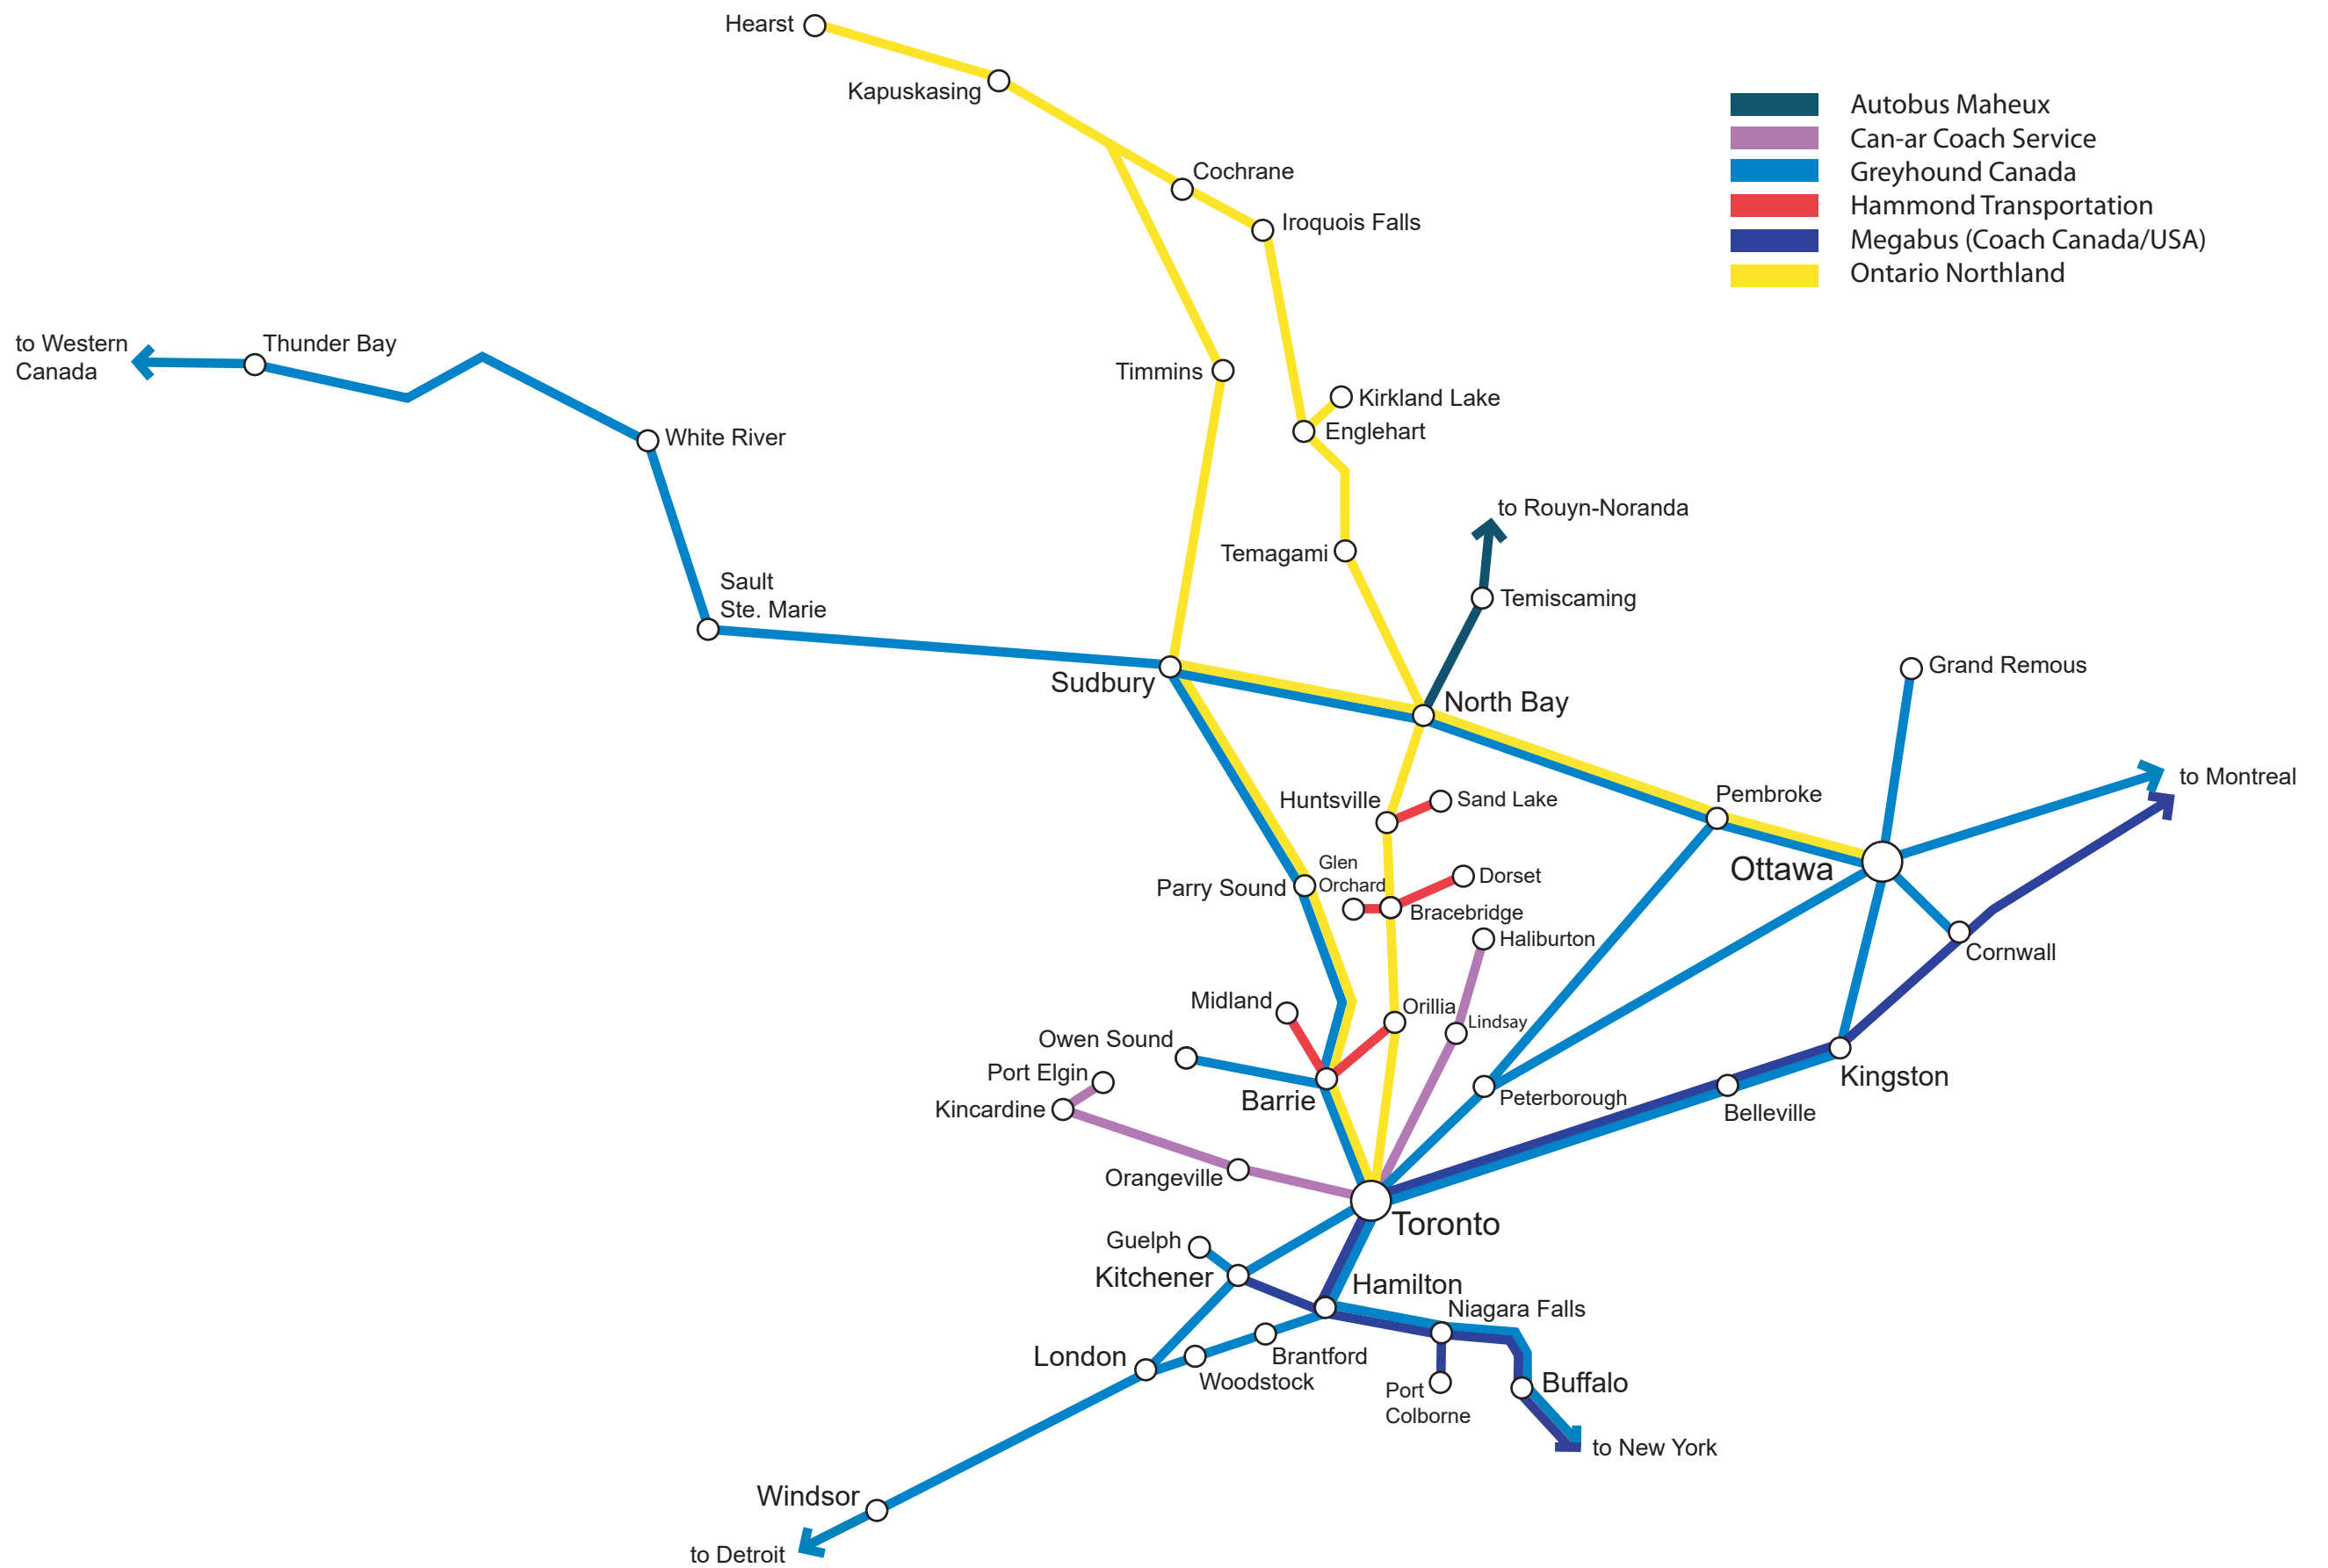 Hearst
Kapuskasing
Autobus Maheux
Can-ar Coach Service
Cochrane
Greyhound Canada
Hammond Transportation
Iroquois Falls
Megabus (Coach Canada/USA)
Ontario Northland
to Western
Canada
Thunder Bay
Timmins
Kirkland Lake
White River
Englehart
to Rouyn-Noranda
Temagami
Sault
Ste. Marie
Temiscaming
Grand Remous
Sudbury
North Bay
to Montreal
Pembroke
Huntsville
Sand Lake
Glen
Orchard
Ottawa
Dorset
Parry Sound
Bracebridge
Haliburton
Cornwall
Midland
Orillia
Lindsay
Owen Sound
Port Elgin
Kingston
Barrie
Peterborough
Kincardine
Belleville
Orangeville
Toronto
Guelph
Kitchener
Hamilton
Niagara Falls
London
Brantford
Woodstock
Buffalo
Port
Colborne
to New York
Windsor
to Detroit